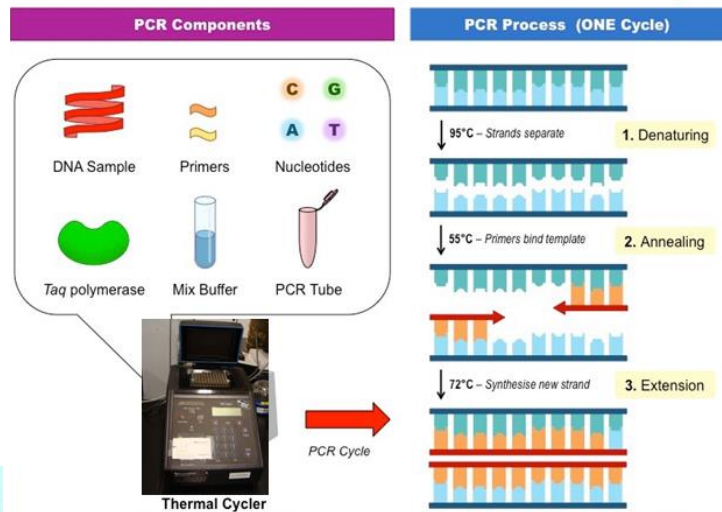 PCR Components
C
G
A
T
DNA Sample
Primers
Nucleotides
Taq polymerase
Mix Buffer
PCR Tube
PCR Cycle
Thermal Cycler
PCR Process (ONE Cycle)
95°C – Strands separate
1. Denaturing
55°C – Primers bind template
2. Annealing
72°C – Synthesise new strand
3. Extension